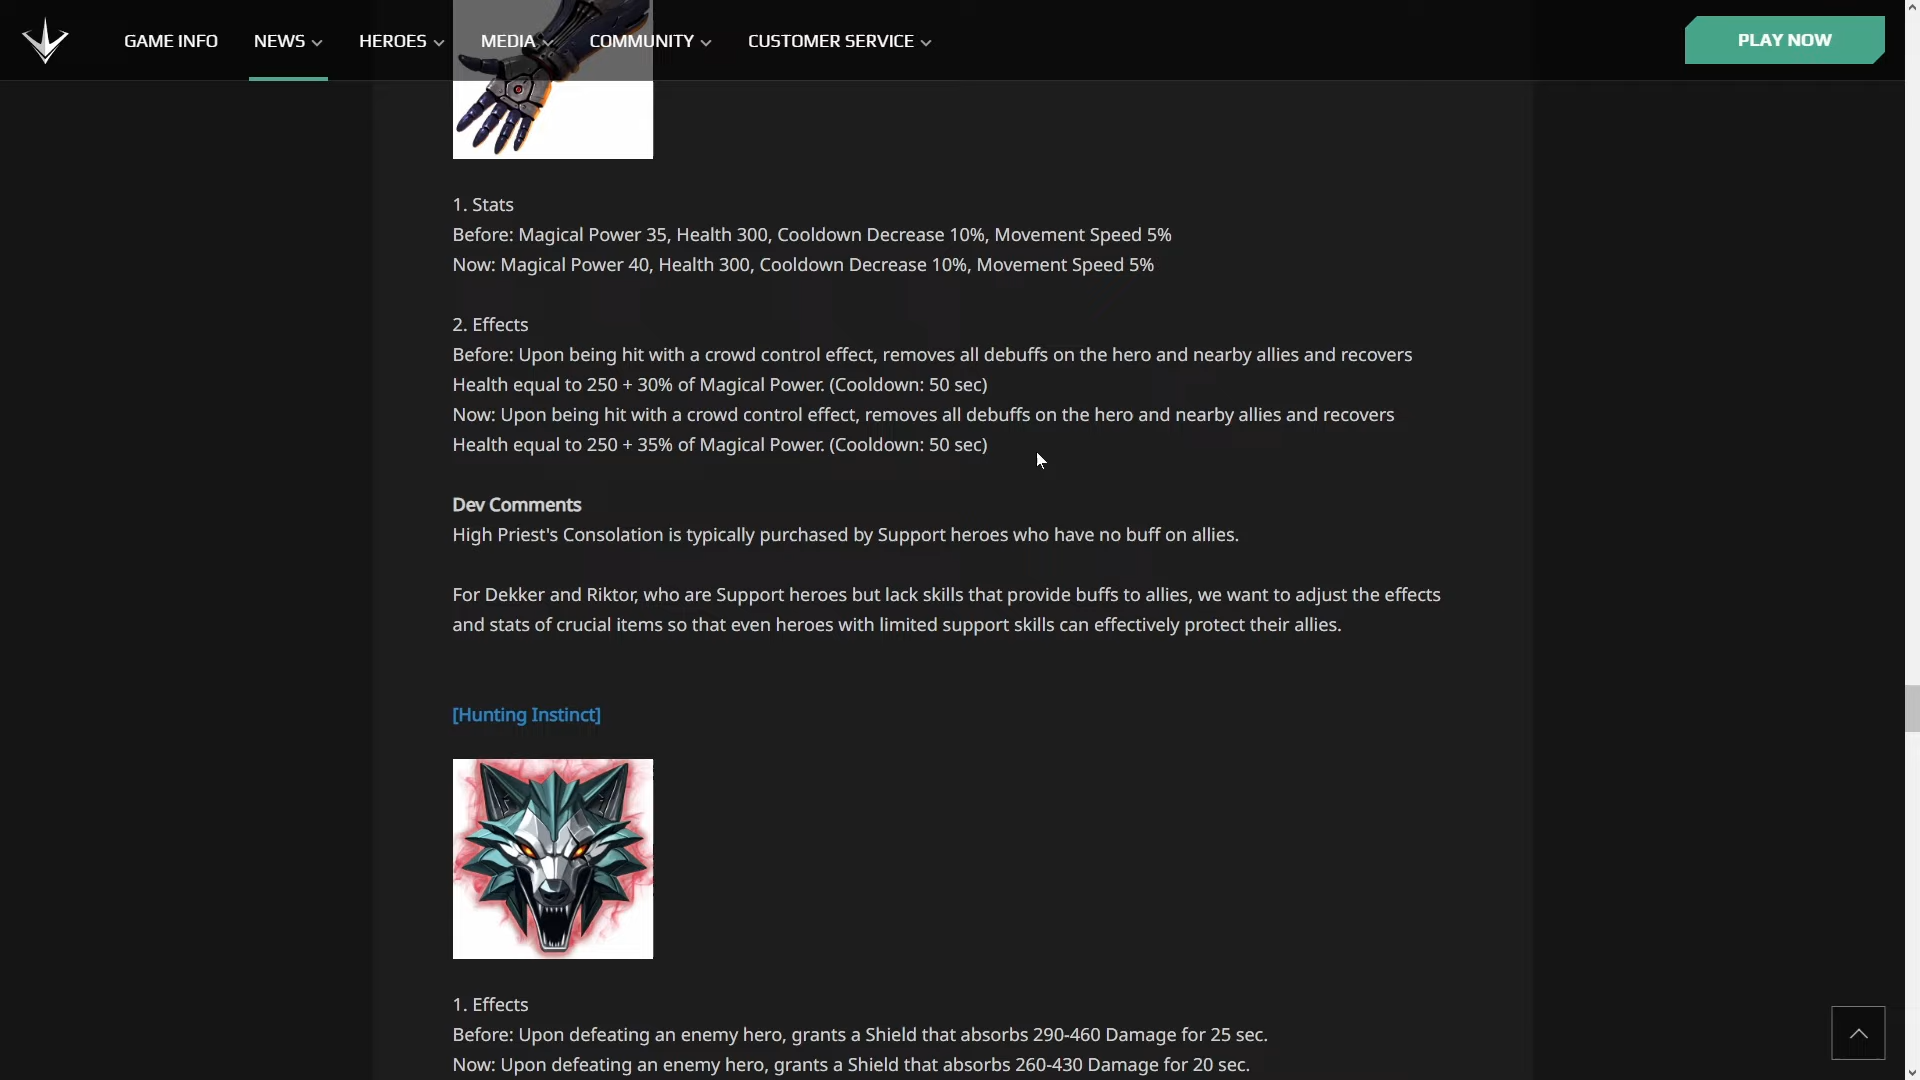 GAME INFO NEWS HEROES MEDIA COMMUNITY CUSTOMER SERVICE PLAY NOW
1. Stats
Before: Magical Power 35, Health 300, Cooldown Decrease 10%, Movement Speed 5%
Now: Magical Power 40, Health 300, Cooldown Decrease 10%, Movement Speed 5%
2. Effects
Before: Upon being hit with a crowd control effect, removes all debuffs on the hero and nearby allies and recovers
Health equal to 250 + 30% of Magical Power. (Cooldown: 50 sec)
Now: Upon being hit with a crowd control effect, removes all debuffs on the hero and nearby allies and recovers
Health equal to 250 + 35% of Magical Power. (Cooldown: 50 sec)
Dev Comments
High Priest's Consolation is typically purchased by Support heroes who have no buff on allies.
For Dekker and Riktor, who are Support heroes but lack skills that provide buffs to allies, we want to adjust the effects
and stats of crucial items so that even heroes with limited support skills can effectively protect their allies.
[Hunting Instinct]
1. Effects
Before: Upon defeating an enemy hero, grants a Shield that absorbs 290-460 Damage for 25 sec.
Now: Upon defeating an enemy hero, grants a Shield that absorbs 260-430 Damage for 20 sec.